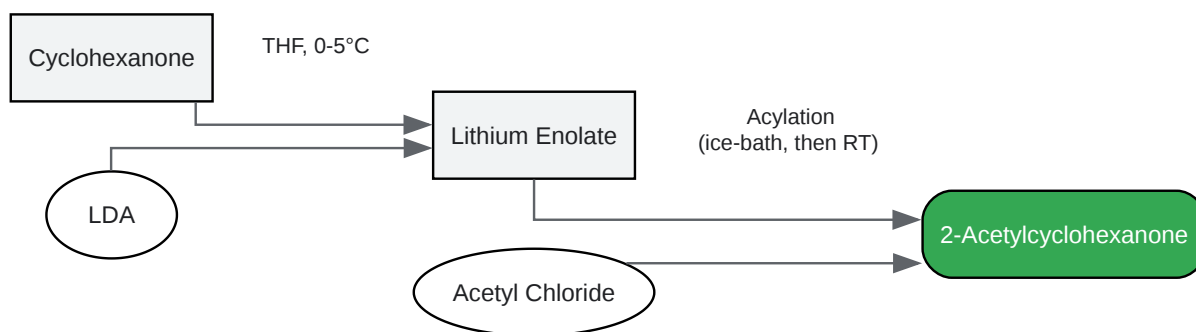 Cyclohexanone
THF, 0-5°C
Lithium Enolate
Acylation
(ice-bath, then RT)
LDA
2-Acetylcyclohexanone
Acetyl Chloride